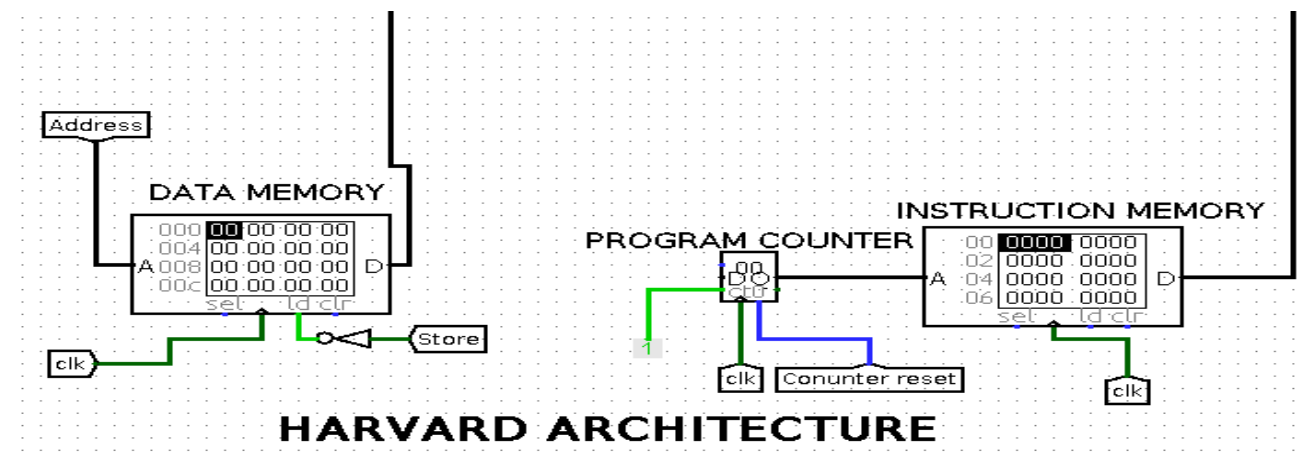 Address
DATA MEMORY
000 00 00 00 00
004 00 00 00 00
A 008 00 00 00 00 D
00c 00 00 00 00
sel ld clr
clk
Store
PROGRAM COUNTER
00
D Q
ct0
1
clk
Conunter reset
INSTRUCTION MEMORY
00 0000 0000
02 0000 0000
A 04 0000 0000 D
06 0000 0000
sel ld clr
clk
HARVARD ARCHITECTURE